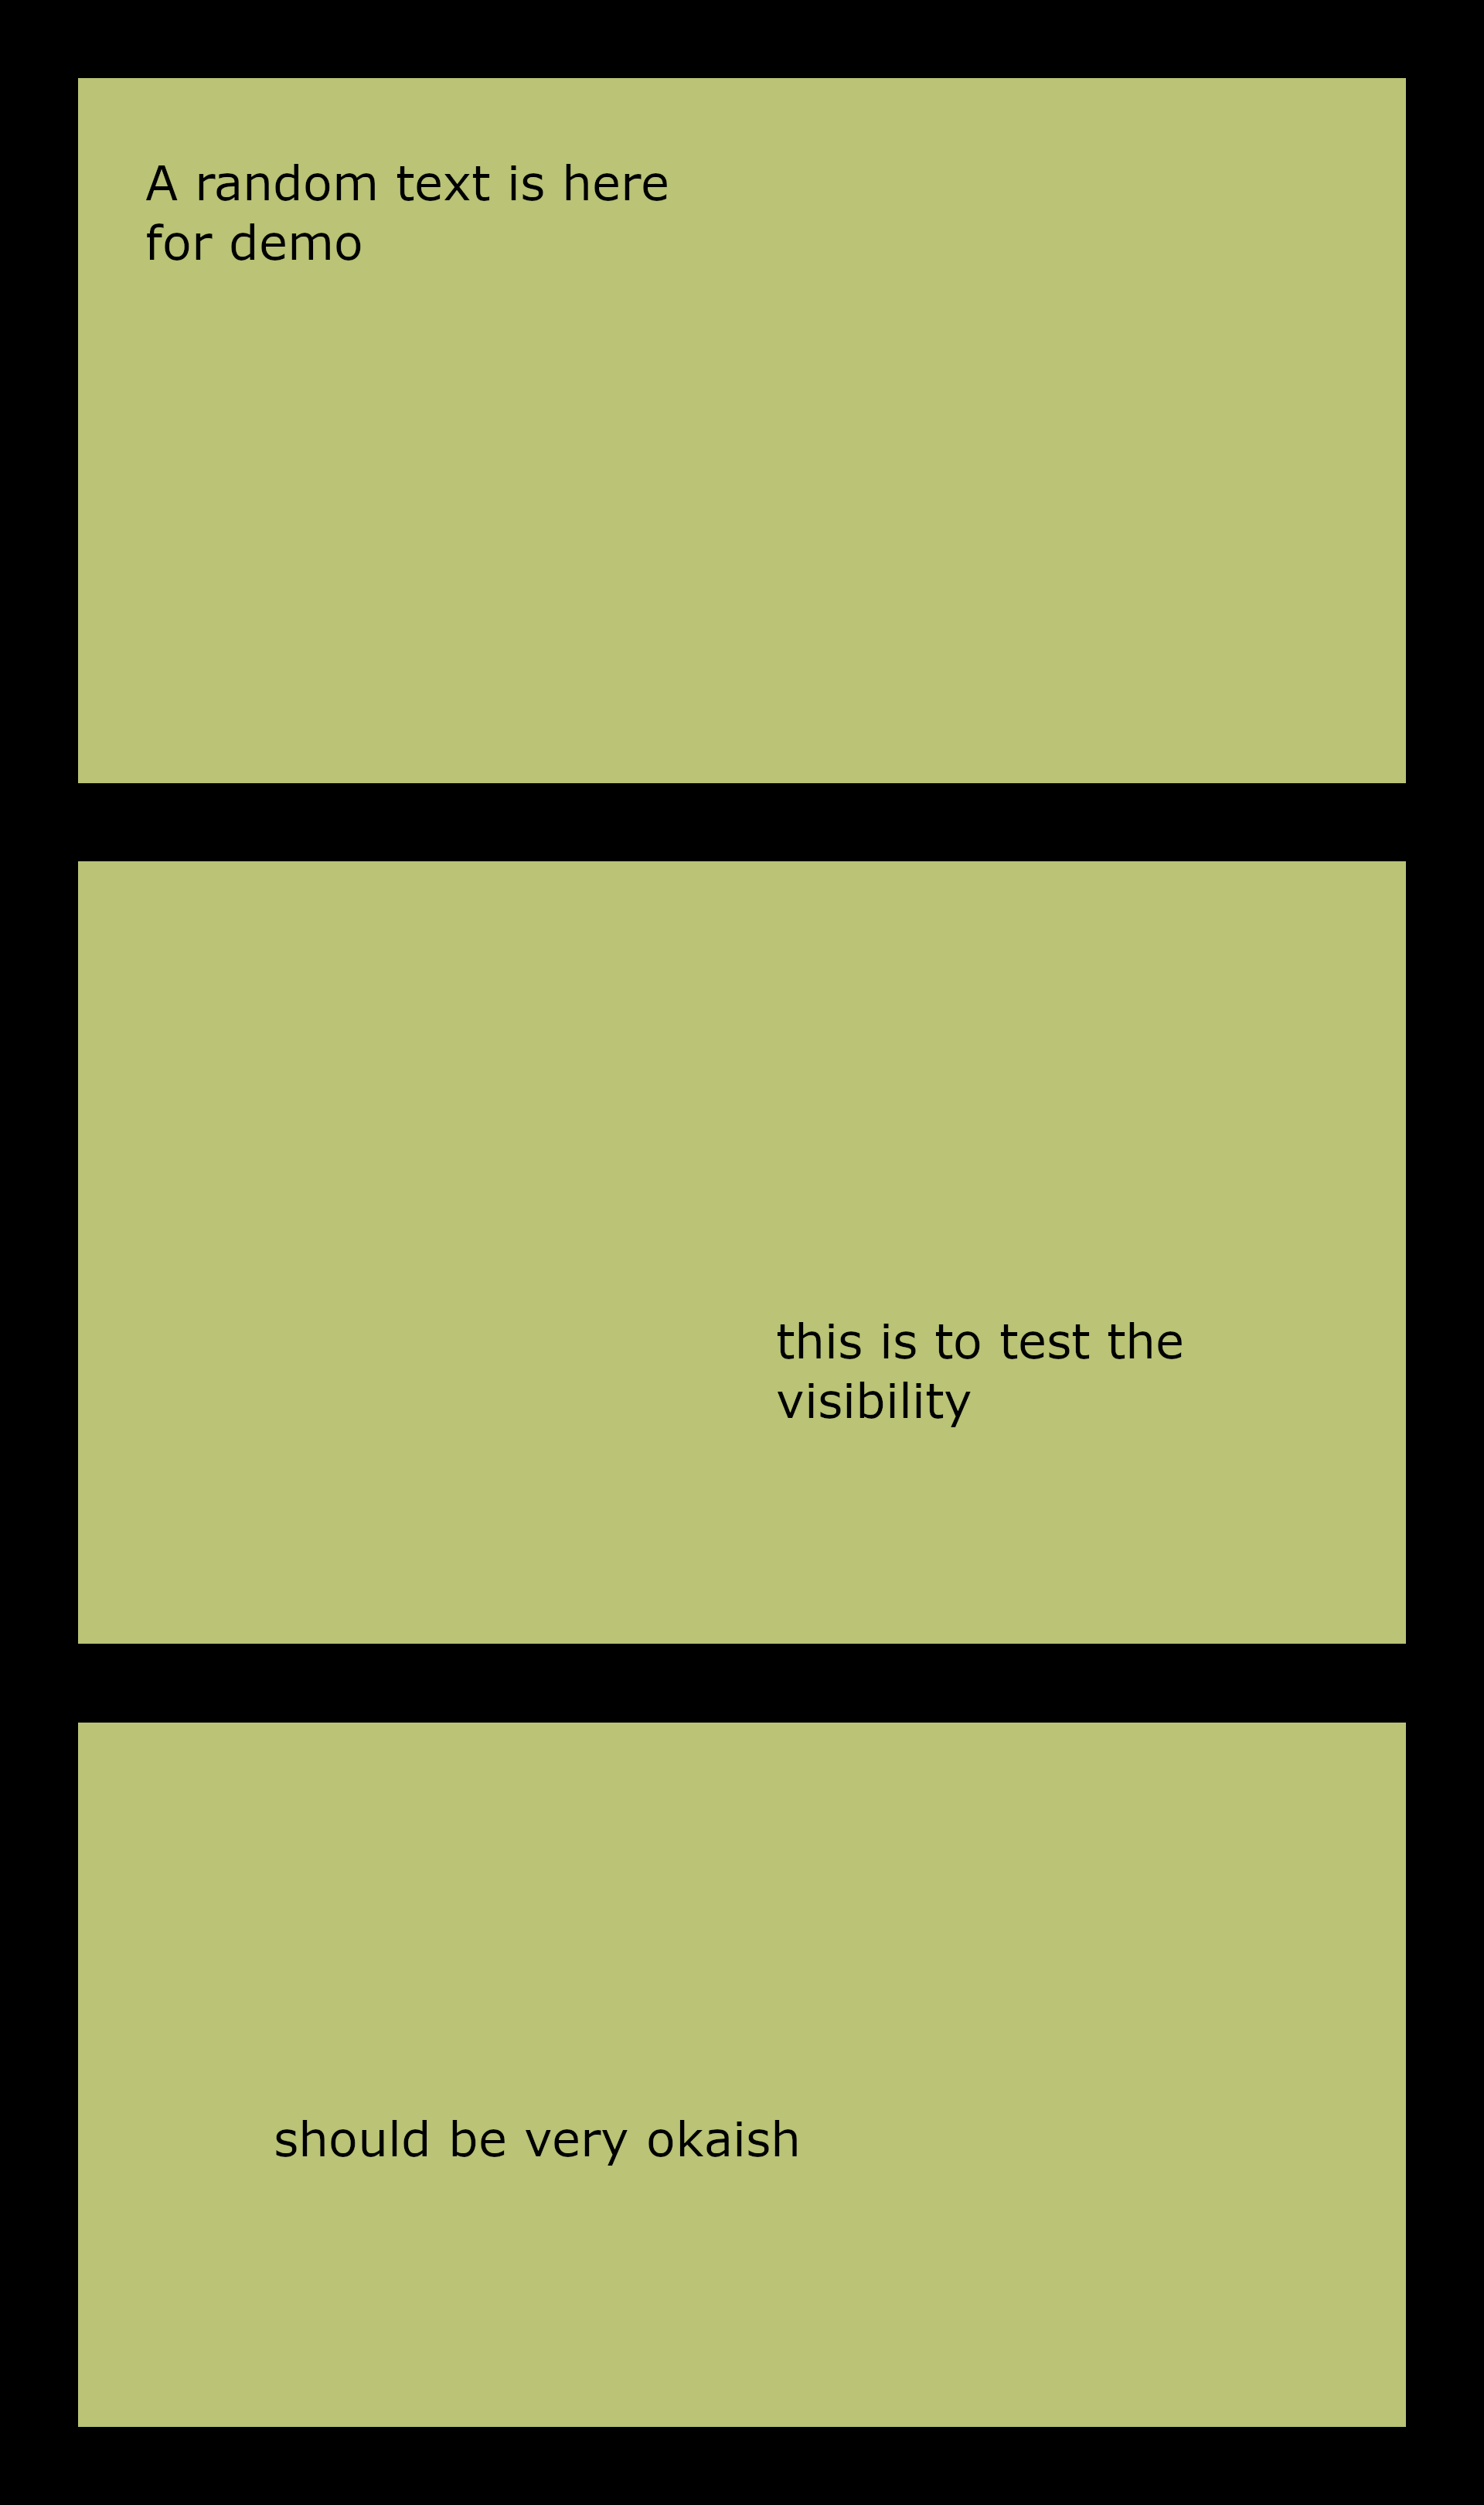 A random text is here
for demo
this is to test the
visibility
should be very okaish